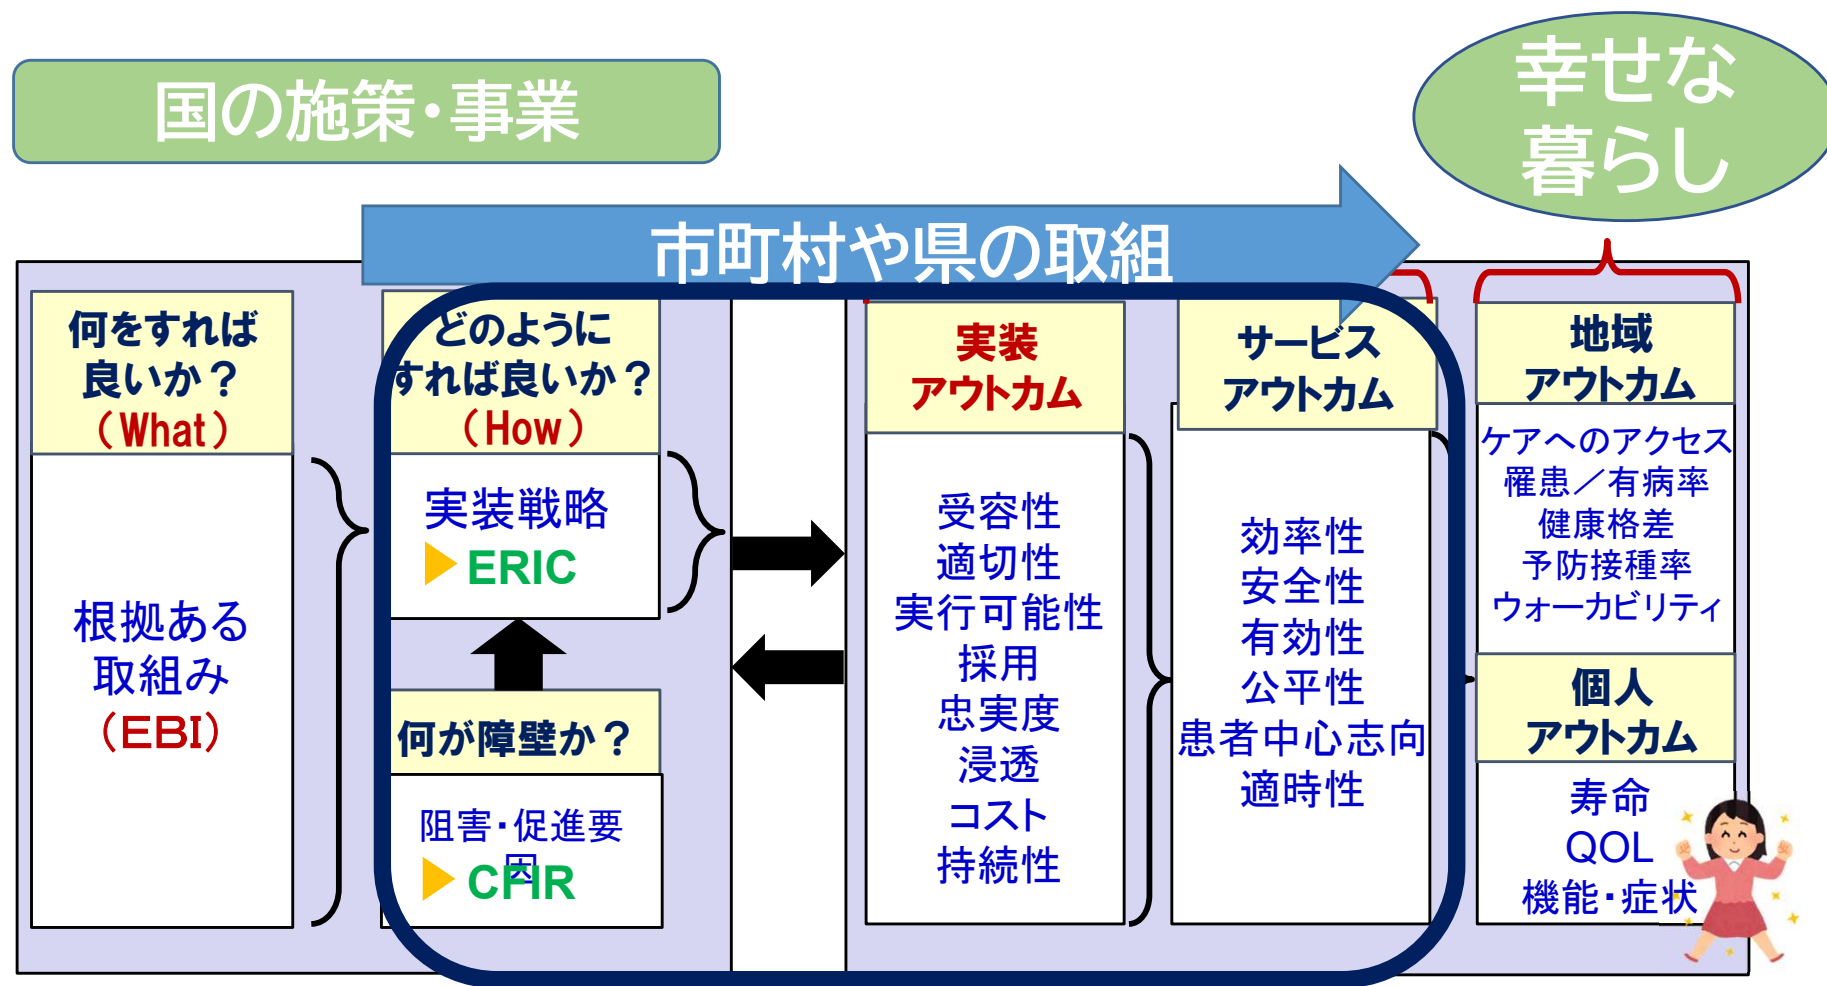 国の施策・事業
幸せな
暮らし
市町村や県の取組
何をすれば
良いか？
（What）
根拠ある
取組み
（EBI）
どのように
すれば良いか？
（How）
実装戦略
ERIC
何が障壁か？
阻害・促進要
因
CFIR
実装
アウトカム
受容性
適切性
実行可能性
採用
忠実度
浸透
コスト
持続性
サービス
アウトカム
効率性
安全性
有効性
公平性
患者中心志向
適時性
地域
アウトカム
ケアへのアクセス
罹患／有病率
健康格差
予防接種率
ウォーカビリティ
個人
アウトカム
寿命
QOL
機能・症状